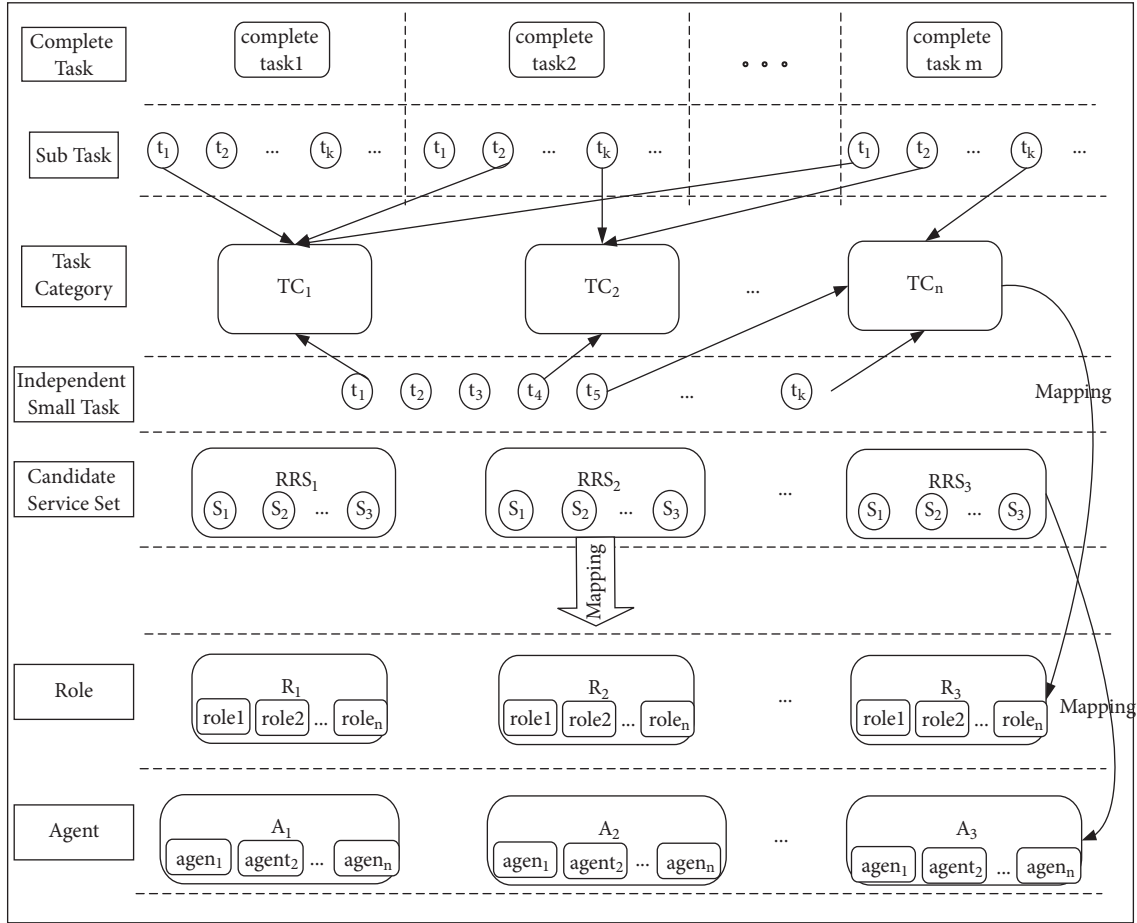 Complete
Task
complete
task1
complete
task2
complete
task m
Sub Task
t1 t2 ... tk ... t1 t2 ... tk ... t1 t2 ... tk ...
Task
Category
TC1 TC2 ... TCn
Independent
Small Task
t1 t2 t3 t4 t5 ... tk
Mapping
Candidate
Service Set
RRS1
S1 S2 ... S3
RRS2
S1 S2 ... S3
...
RRS3
S1 S2 ... S3
Mapping
Role
R1
role1 role2 ... rolen
R2
role1 role2 ... rolen
...
R3
role1 role2 ... rolen
Mapping
Agent
A1
agen1 agent2 ... agenn
A2
agen1 agent2 ... agenn
...
A3
agen1 agent2 ... agenn